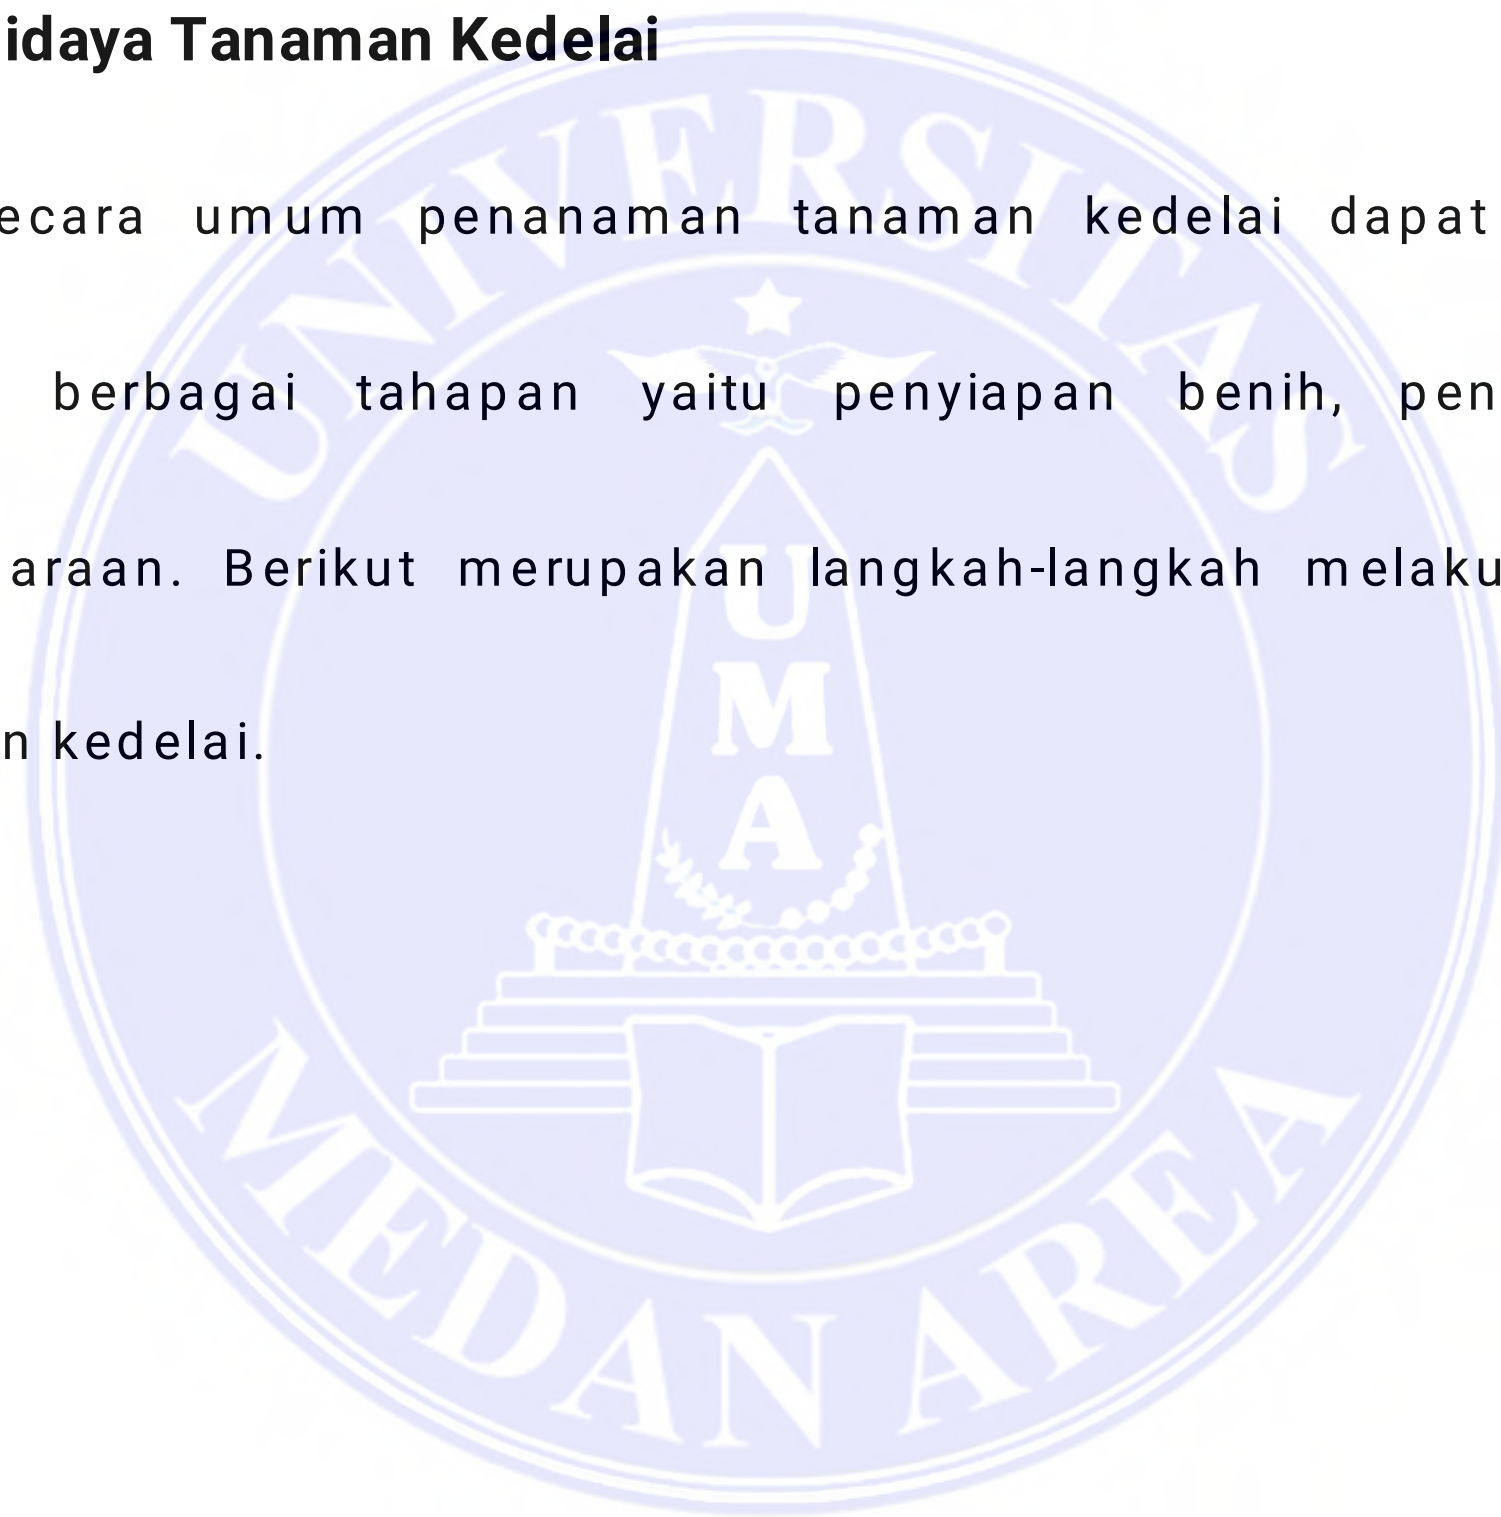 idaya Tanaman Kedelai
ecara umum penanaman tanaman kedelai dapat
berbagai tahapan yaitu penyiapan benih, pen
araan. Berikut merupakan langkah-langkah melaku
n kedelai.
UNIVERSITAS
UMA
MEDAN AREA